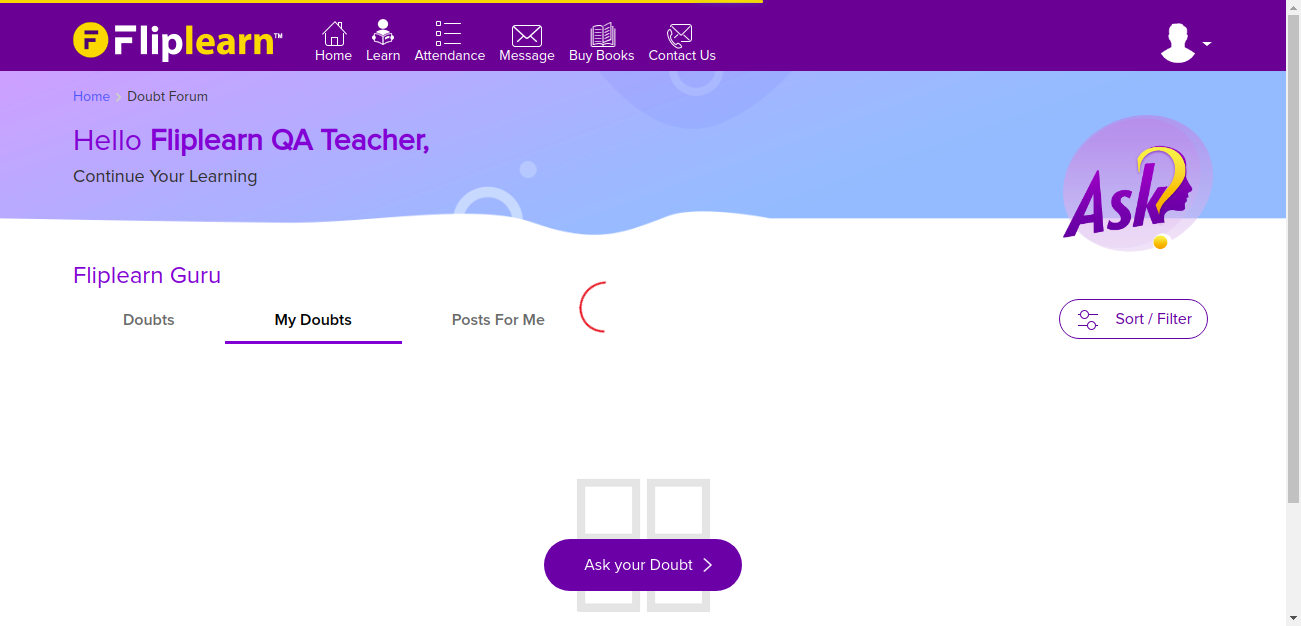 F Fliplearn™
Home
Learn
Attendance
Message
Buy Books
Contact Us
Home > Doubt Forum
Hello Fliplearn QA Teacher,
Continue Your Learning
Ask?
Fliplearn Guru
Doubts
My Doubts
Posts For Me
Sort / Filter
Ask your Doubt